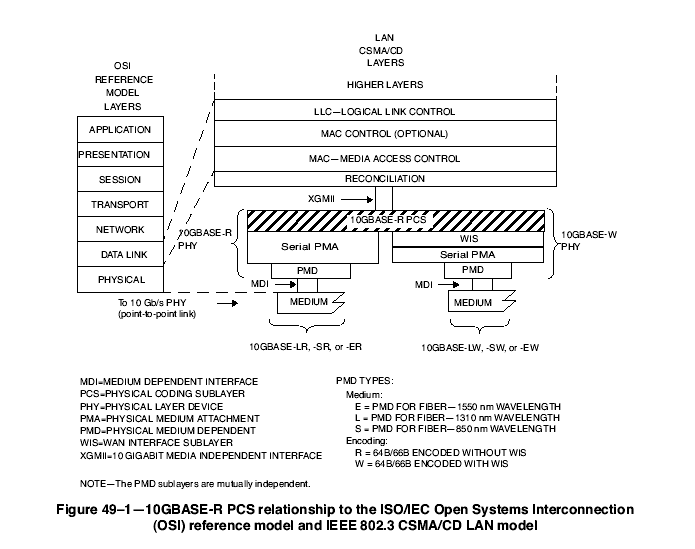 LAN
CSMA/CD
LAYERS
OSI
REFERENCE
MODEL
LAYERS
HIGHER LAYERS
LLC—LOGICAL LINK CONTROL
MAC CONTROL (OPTIONAL)
MAC—MEDIA ACCESS CONTROL
RECONCILIATION
APPLICATION
PRESENTATION
SESSION
TRANSPORT
NETWORK
DATA LINK
PHYSICAL
XGMII
10GBASE-R PCS
10GBASE-R
PHY
10GBASE-W
PHY
Serial PMA
WIS
Serial PMA
PMD
PMD
MDI
MDI
MEDIUM
MEDIUM
To 10 Gb/s PHY
(point-to-point link)
10GBASE-LR, -SR, or -ER
10GBASE-LW, -SW, or -EW
MDI=MEDIUM DEPENDENT INTERFACE
PCS=PHYSICAL CODING SUBLAYER
PHY=PHYSICAL LAYER DEVICE
PMA=PHYSICAL MEDIUM ATTACHMENT
PMD=PHYSICAL MEDIUM DEPENDENT
WIS=WAN INTERFACE SUBLAYER
XGMII=10 GIGABIT MEDIA INDEPENDENT INTERFACE
PMD TYPES:
Medium:
E = PMD FOR FIBER—1550 nm WAVELENGTH
L = PMD FOR FIBER—1310 nm WAVELENGTH
S = PMD FOR FIBER—850 nm WAVELENGTH
Encoding:
R = 64B/66B ENCODED WITHOUT WIS
W = 64B/66B ENCODED WITH WIS
NOTE—The PMD sublayers are mutually independent.
Figure 49–1—10GBASE-R PCS relationship to the ISO/IEC Open Systems Interconnection
(OSI) reference model and IEEE 802.3 CSMA/CD LAN model